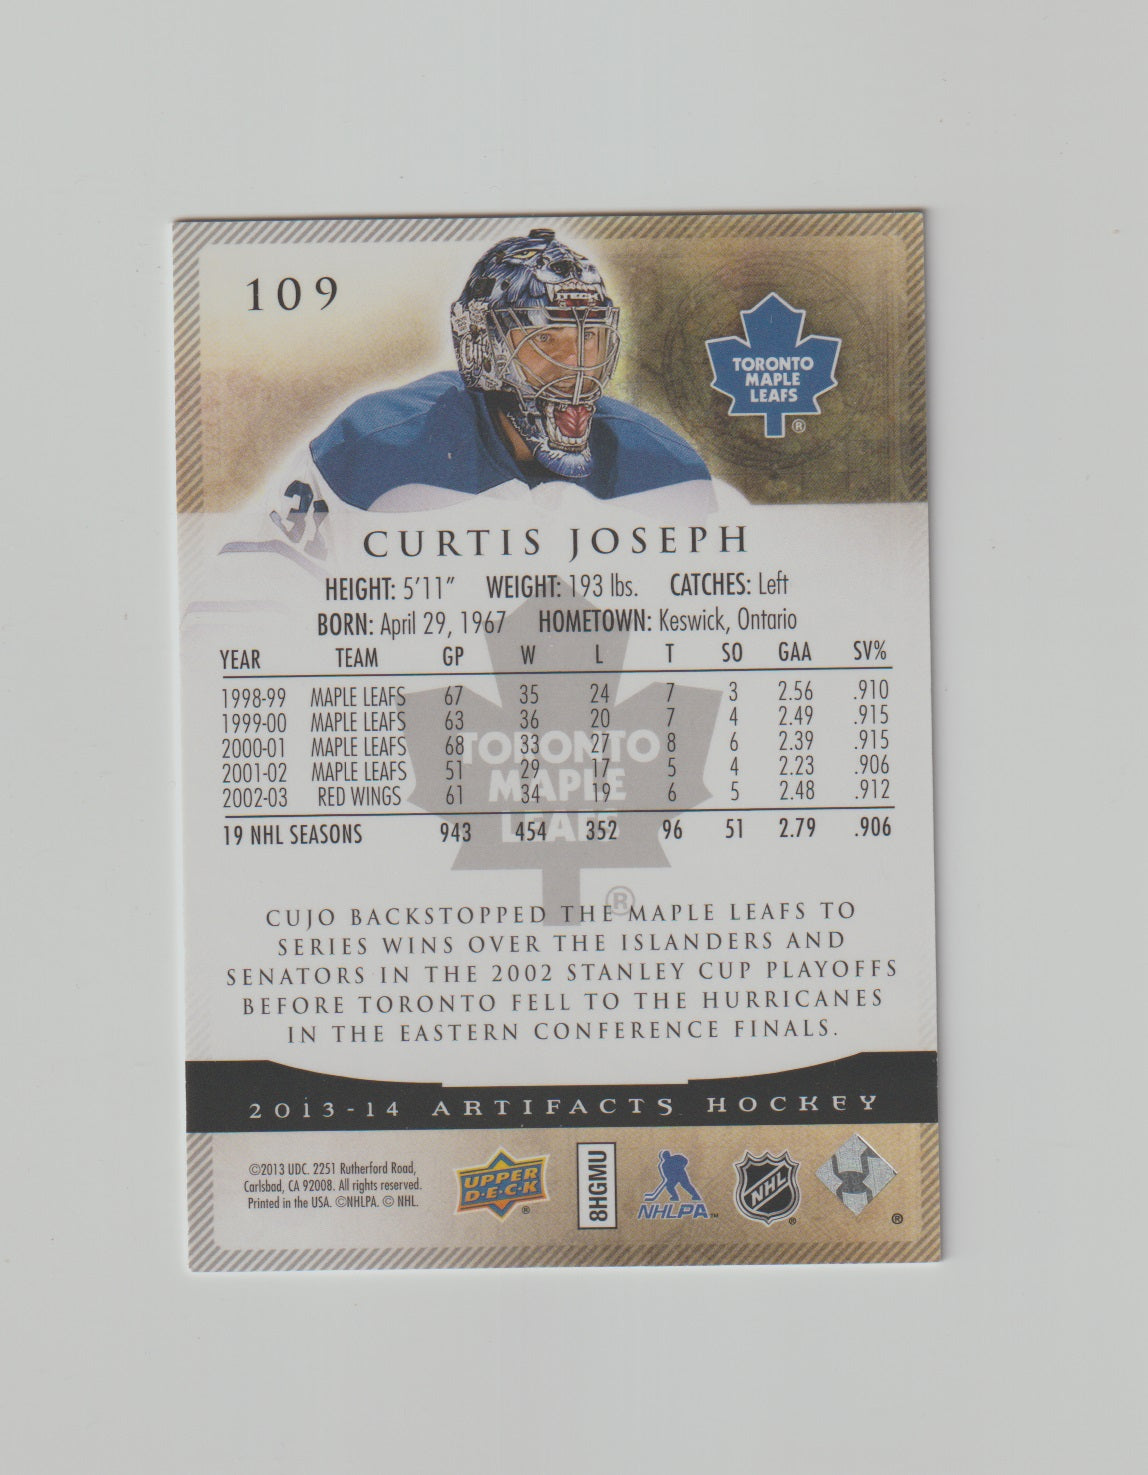 109
TORONTO
MAPLE
LEAFS
®
31
CURTIS JOSEPH
HEIGHT: 5'11" WEIGHT: 193 lbs. CATCHES: Left
BORN: April 29, 1967 HOMETOWN: Keswick, Ontario
YEAR TEAM GP W L T SO GAA SV%
1998-99 MAPLE LEAFS 67 35 24 7 3 2.56 .910
1999-00 MAPLE LEAFS 63 36 20 7 4 2.49 .915
2000-01 MAPLE LEAFS 68 33 27 8 6 2.39 .915
2001-02 MAPLE LEAFS 51 29 17 5 4 2.23 .906
2002-03 RED WINGS 61 34 19 6 5 2.48 .912
19 NHL SEASONS 943 454 352 96 51 2.79 .906
TORONTO
MAPLE
LEAFS
®
CUJO BACKSTOPPED THE MAPLE LEAFS TO
SERIES WINS OVER THE ISLANDERS AND
SENATORS IN THE 2002 STANLEY CUP PLAYOFFS
BEFORE TORONTO FELL TO THE HURRICANES
IN THE EASTERN CONFERENCE FINALS.
2013-14 ARTIFACTS HOCKEY
©2013 UDC. 2251 Rutherford Road,
Carlsbad, CA 92008. All rights reserved.
Printed in the USA. ©NHLPA. © NHL.
UPPER
D·E·C·K
®
8HGMU
NHLPA™
NHL
®
®